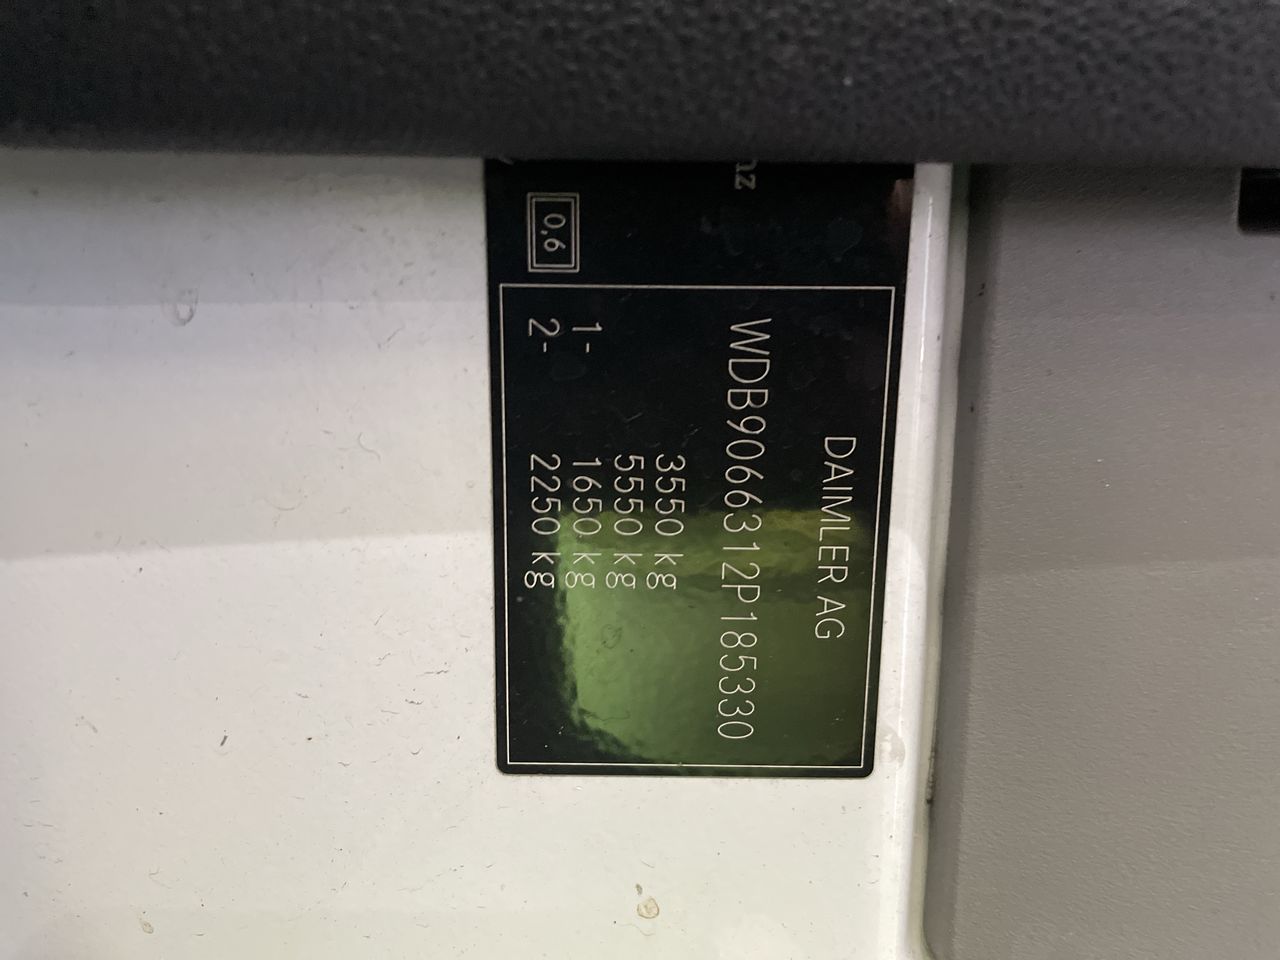 DAIMLER AG
WDB9066312P185330
3550 kg
5550 kg
1- 1650 kg
2- 2250 kg
0,6